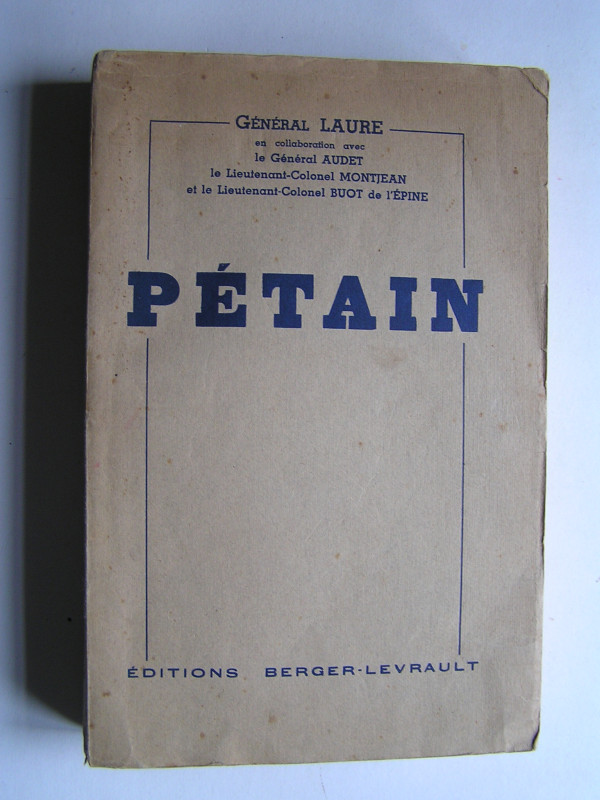 GÉNÉRAL LAURE
en collaboration avec
le Général AUDET
le Lieutenant-Colonel MONTJEAN
et le Lieutenant-Colonel BUOT de l'ÉPINE
PÉTAIN
ÉDITIONS BERGER-LEVRAULT